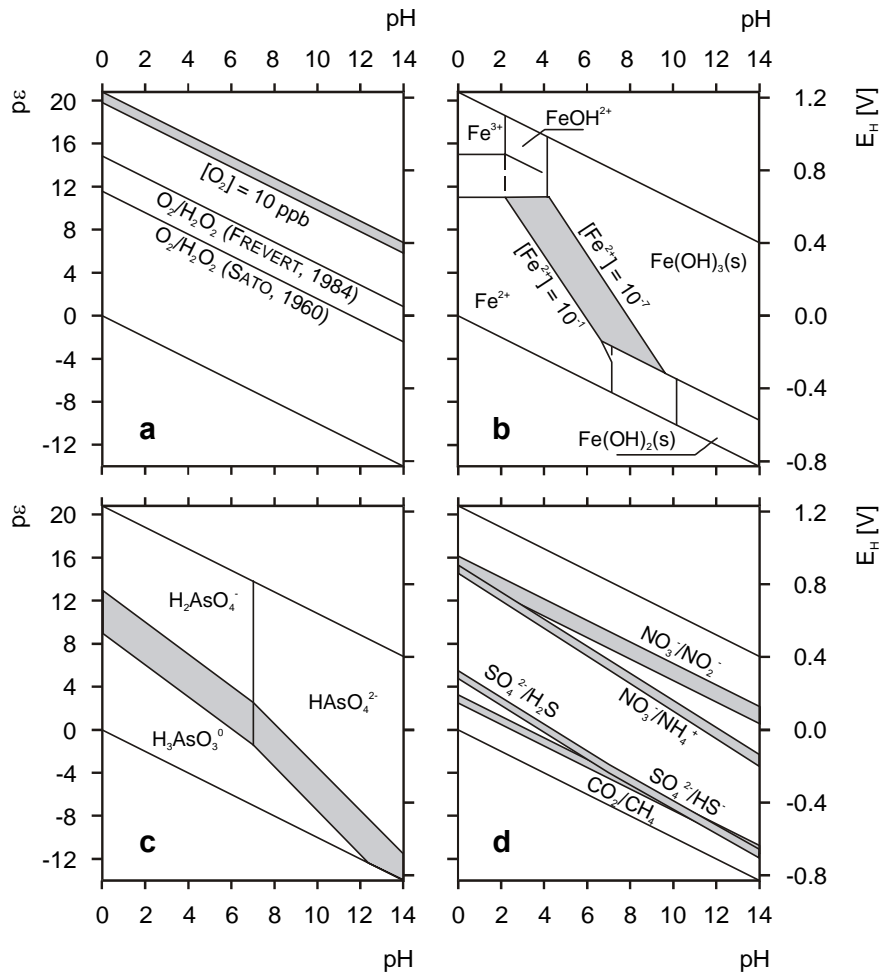 pH
pH
0 2 4 6 8 10 12 14
0 2 4 6 8 10 12 14
pε
20
16
12
8
4
0
-4
-8
-12
[O₂] = 10 ppb
O₂/H₂O₂ (FREVERT, 1984)
O₂/H₂O₂ (SATO, 1960)
a
Fe³⁺
FeOH²⁺
[Fe²⁺] = 10⁻⁷
[Fe²⁺] = 10⁻¹
Fe(OH)₃(s)
Fe²⁺
Fe(OH)₂(s)
b
E_H [V]
1.2
0.8
0.4
0.0
-0.4
-0.8
pε
20
16
12
8
4
0
-4
-8
-12
H₂AsO₄⁻
HAsO₄²⁻
H₃AsO₃⁰
c
NO₃⁻/NO₂⁻
SO₄²⁻/H₂S
NO₃⁻/NH₄⁺
SO₄²⁻/HS⁻
CO₂/CH₄
d
E_H [V]
1.2
0.8
0.4
0.0
-0.4
-0.8
0 2 4 6 8 10 12 14
0 2 4 6 8 10 12 14
pH
pH